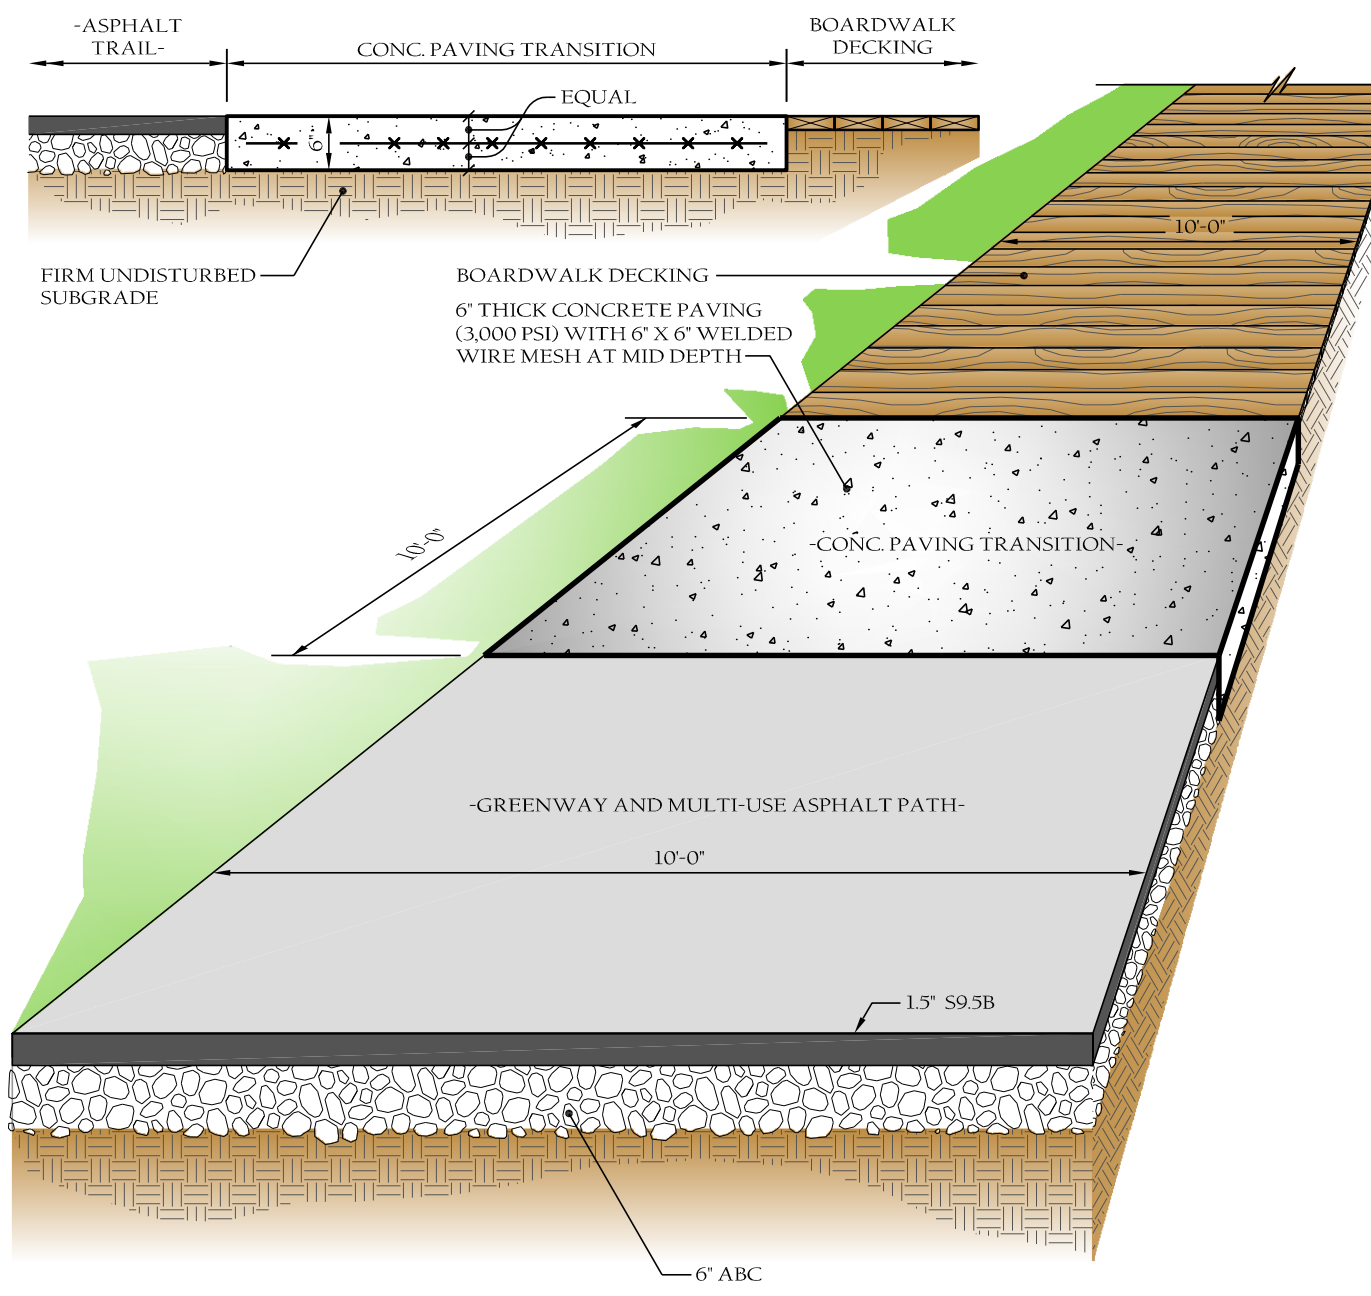 -ASPHALT
TRAIL-
CONC. PAVING TRANSITION
BOARDWALK
DECKING
EQUAL
6"
10'-0"
FIRM UNDISTURBED
SUBGRADE
BOARDWALK DECKING
6" THICK CONCRETE PAVING
(3,000 PSI) WITH 6" X 6" WELDED
WIRE MESH AT MID DEPTH
10'-0"
-CONC. PAVING TRANSITION-
-GREENWAY AND MULTI-USE ASPHALT PATH-
10'-0"
1.5" S9.5B
6" ABC